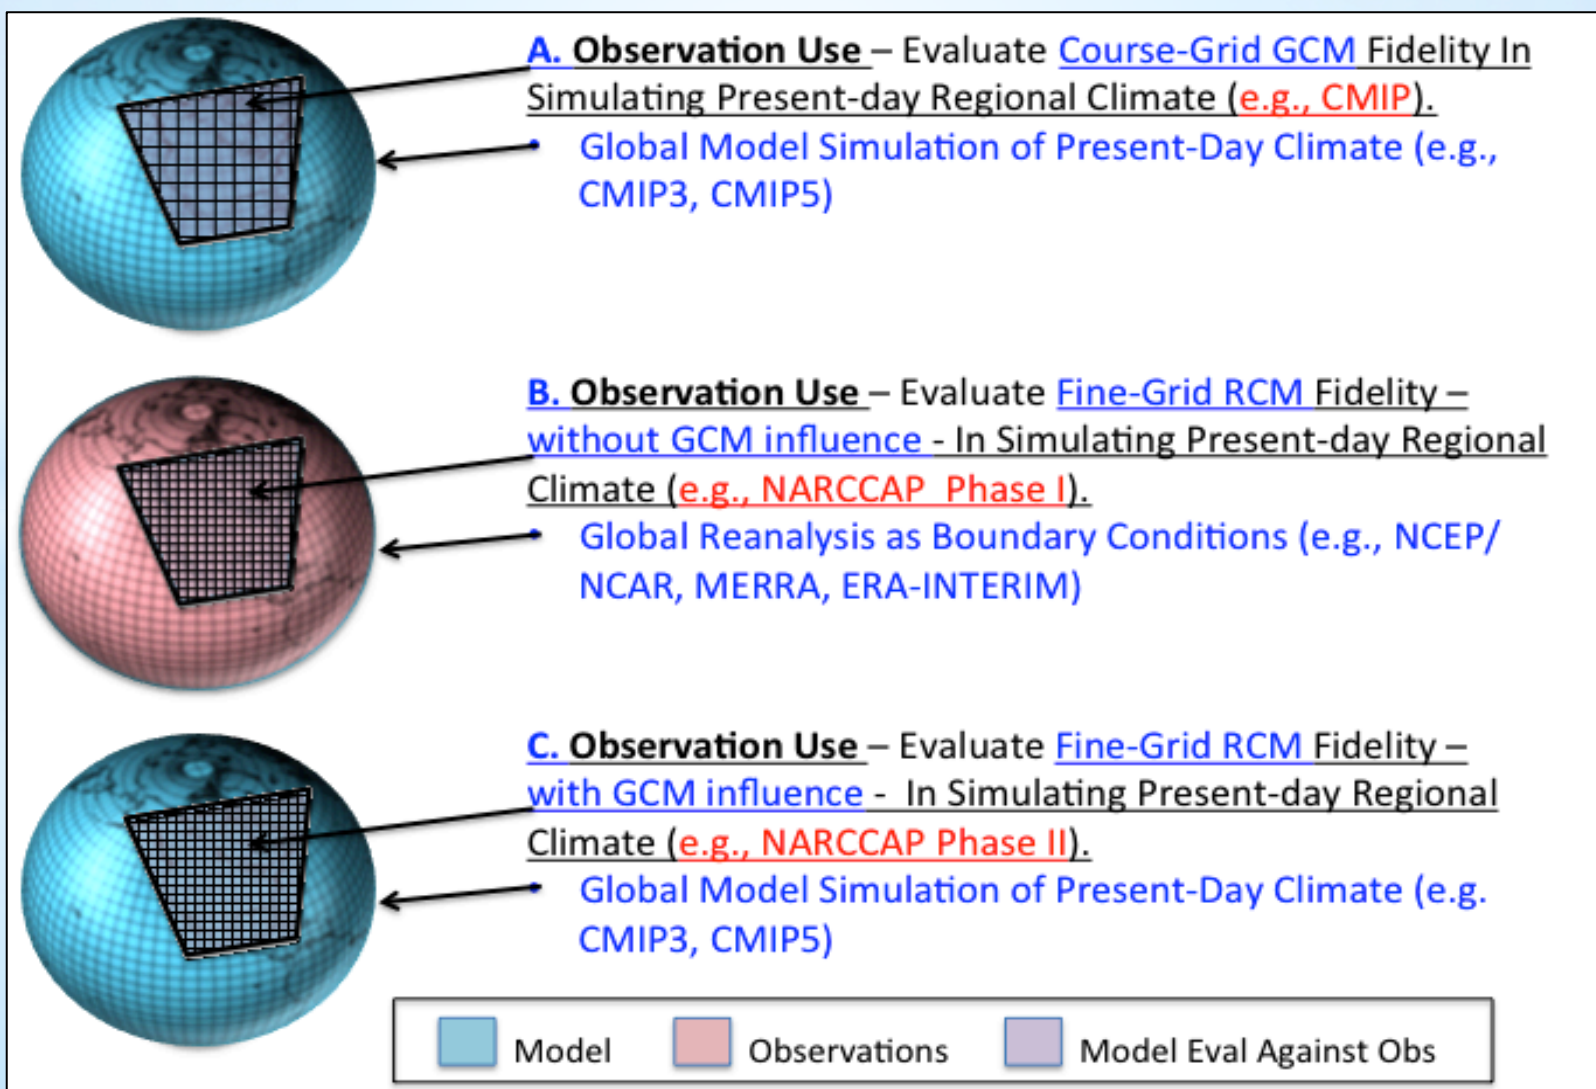 A. Observation Use – Evaluate Course-Grid GCM Fidelity In
Simulating Present-day Regional Climate (e.g., CMIP).
• Global Model Simulation of Present-Day Climate (e.g.,
CMIP3, CMIP5)
B. Observation Use – Evaluate Fine-Grid RCM Fidelity –
without GCM influence - In Simulating Present-day Regional
Climate (e.g., NARCCAP  Phase I).
• Global Reanalysis as Boundary Conditions (e.g., NCEP/
NCAR, MERRA, ERA-INTERIM)
C. Observation Use – Evaluate Fine-Grid RCM Fidelity –
with GCM influence -  In Simulating Present-day Regional
Climate (e.g., NARCCAP Phase II).
• Global Model Simulation of Present-Day Climate (e.g.
CMIP3, CMIP5)
Model Observations Model Eval Against Obs